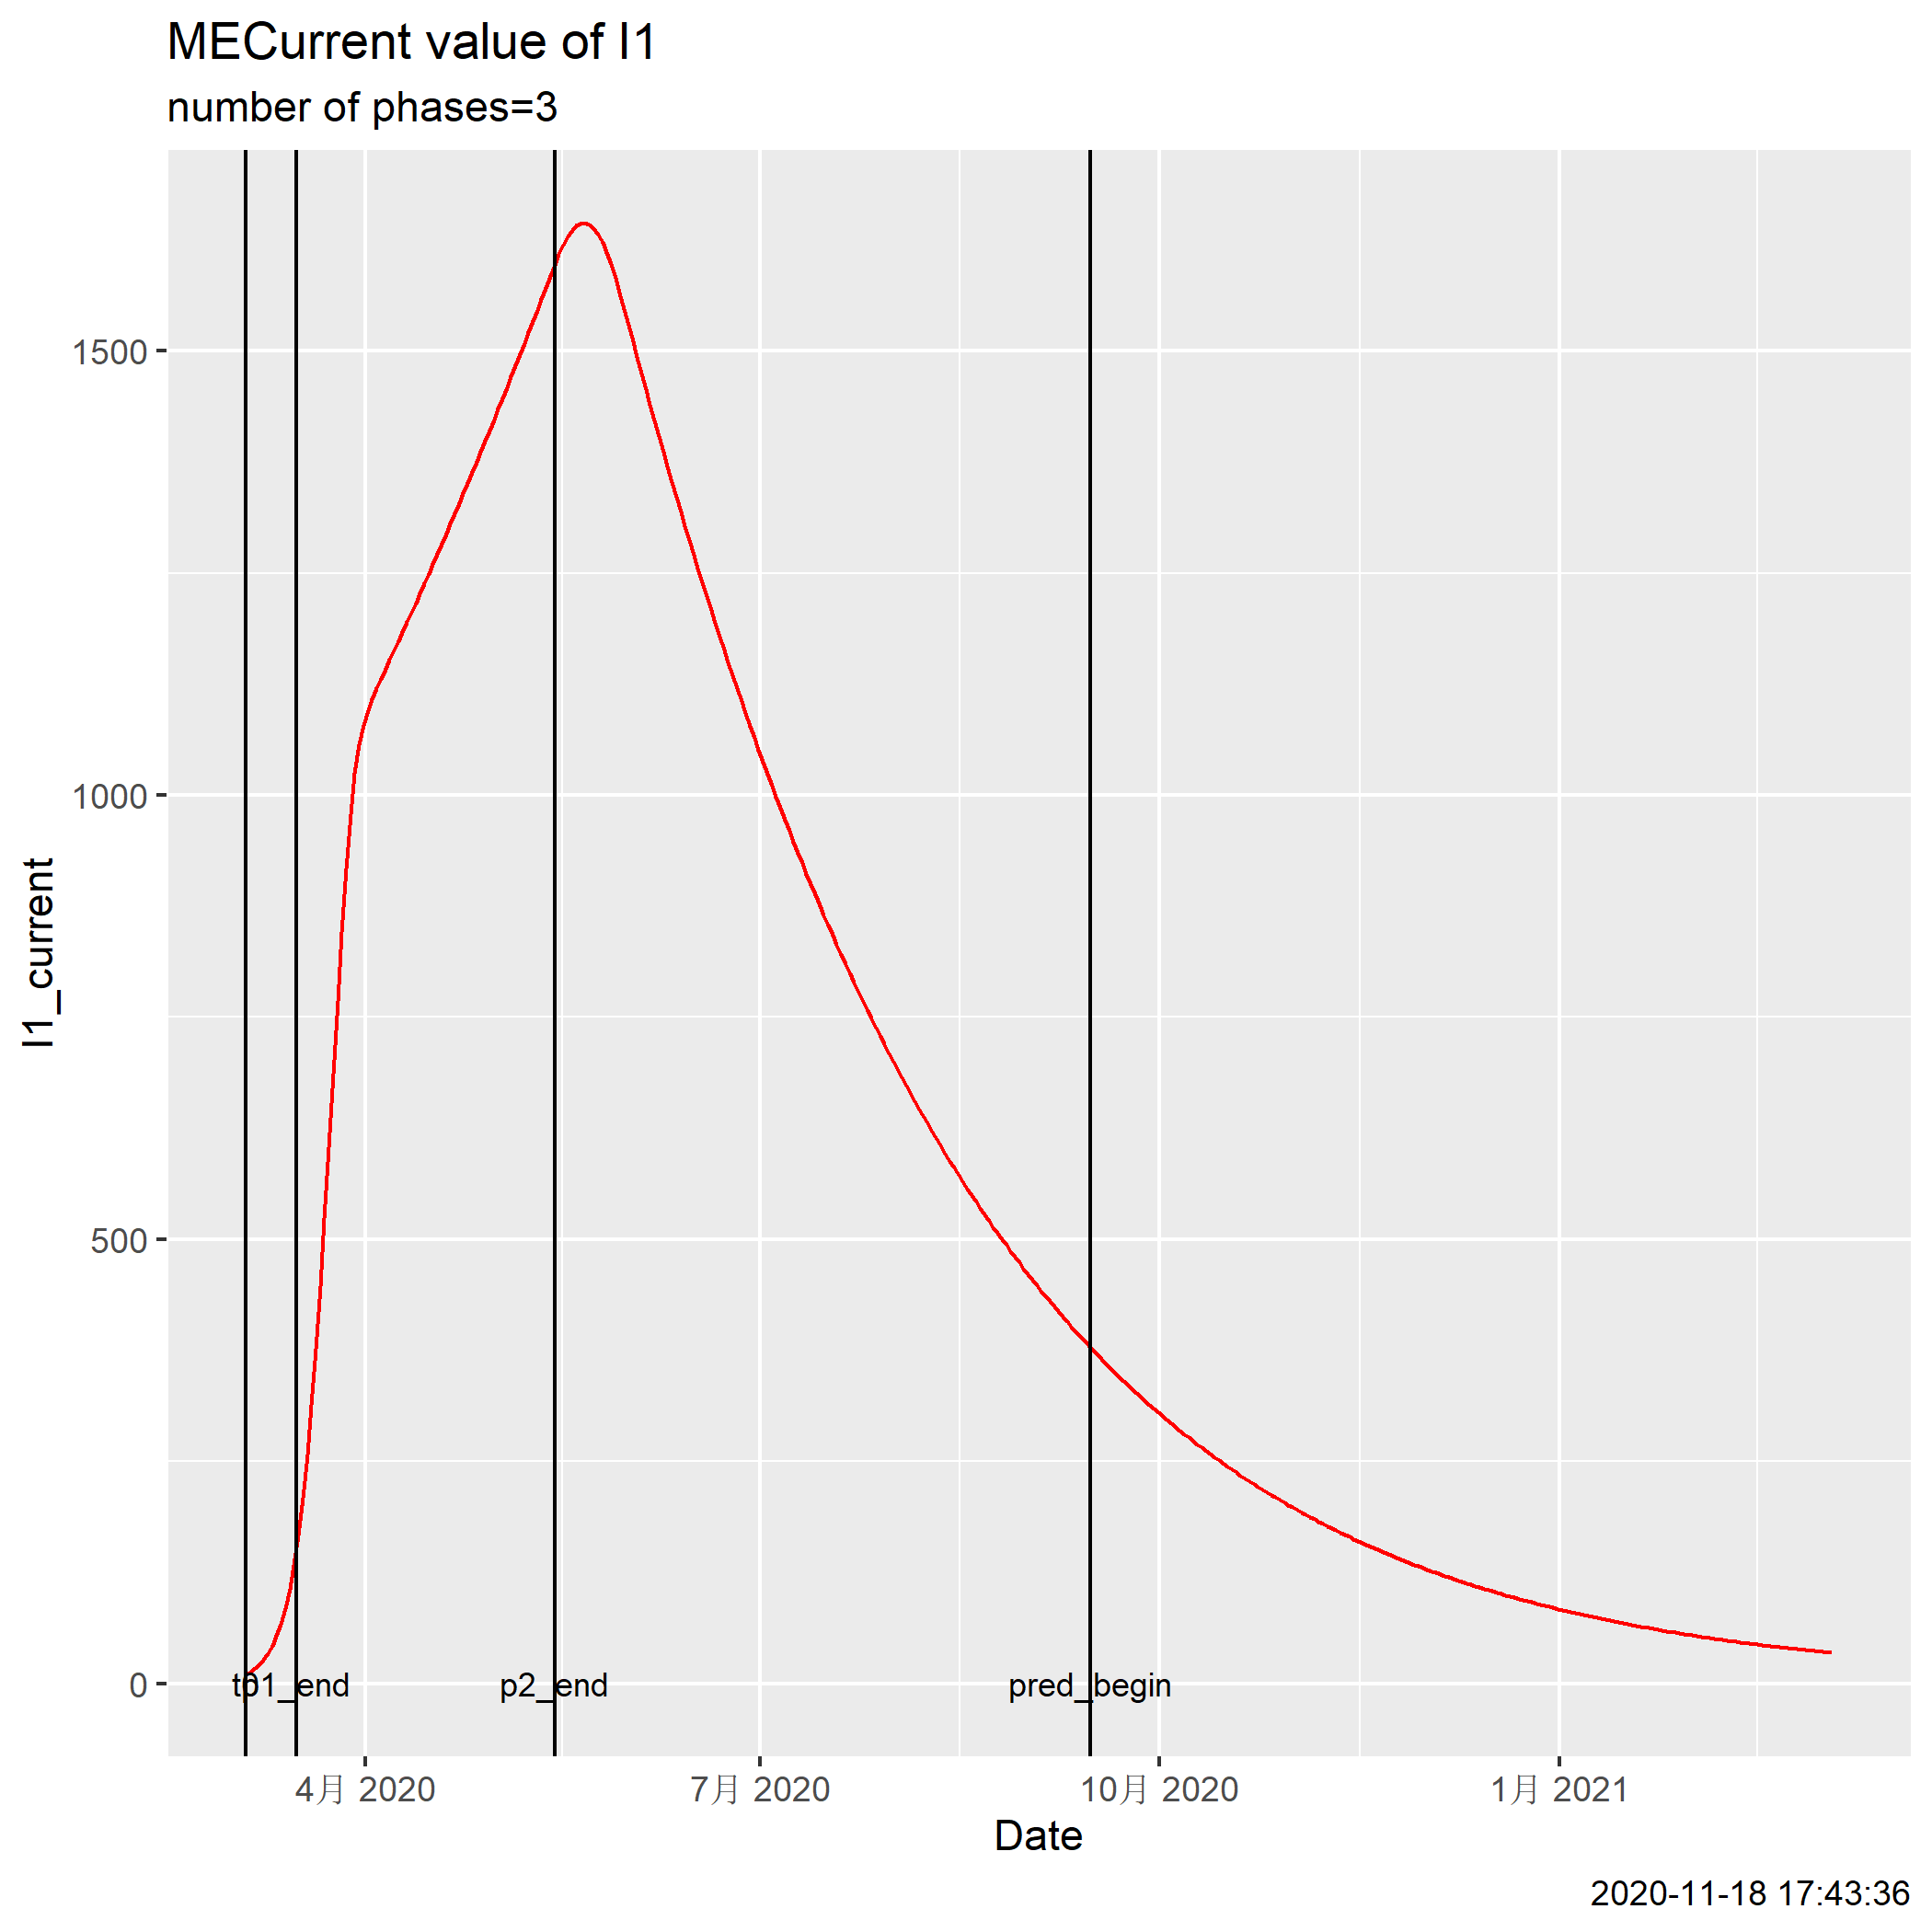 MECurrent value of I1
number of phases=3
I1_current
1500
1000
500
0
p1_end
p2_end
pred_begin
4月 2020
7月 2020
10月 2020
1月 2021
Date
2020-11-18 17:43:36